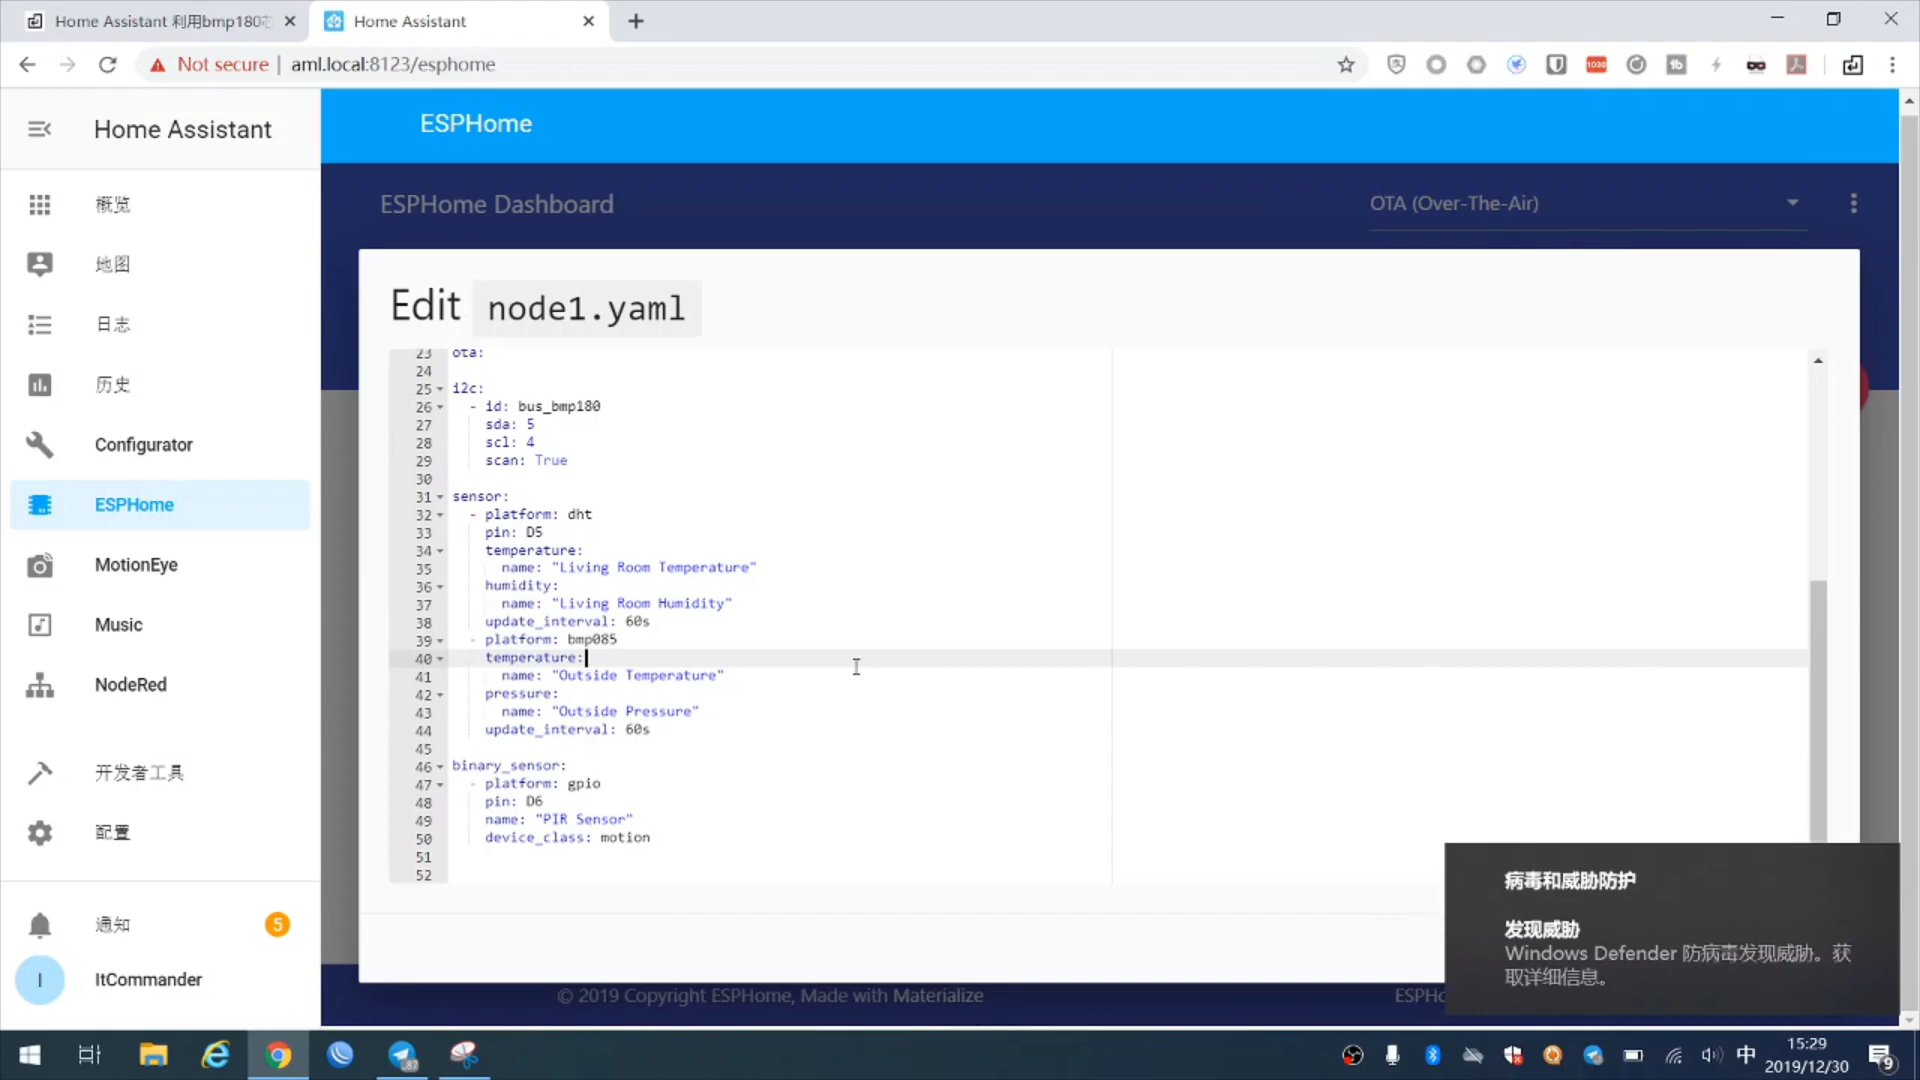 Home Assistant 利用bmp180
Home Assistant
Not secure
aml.local:8123/esphome
Home Assistant
概览
地图
日志
历史
Configurator
ESPHome
MotionEye
Music
NodeRed
开发者工具
配置
通知
5
I
ItCommander
ESPHome
ESPHome Dashboard
OTA (Over-The-Air)
Edit node1.yaml
23 ota:
24
25 i2c:
26 - id: bus_bmp180
27 sda: 5
28 scl: 4
29 scan: True
30
31 sensor:
32 - platform: dht
33 pin: D5
34 temperature:
35 name: "Living Room Temperature"
36 humidity:
37 name: "Living Room Humidity"
38 update_interval: 60s
39 - platform: bmp085
40 temperature:
41 name: "Outside Temperature"
42 pressure:
43 name: "Outside Pressure"
44 update_interval: 60s
45
46 binary_sensor:
47 - platform: gpio
48 pin: D6
49 name: "PIR Sensor"
50 device_class: motion
51
52
© 2019 Copyright ESPHome, Made with Materialize
ESPHo
病毒和威胁防护
发现威胁
Windows Defender 防病毒发现威胁。获
取详细信息。
中
15:29
2019/12/30
9